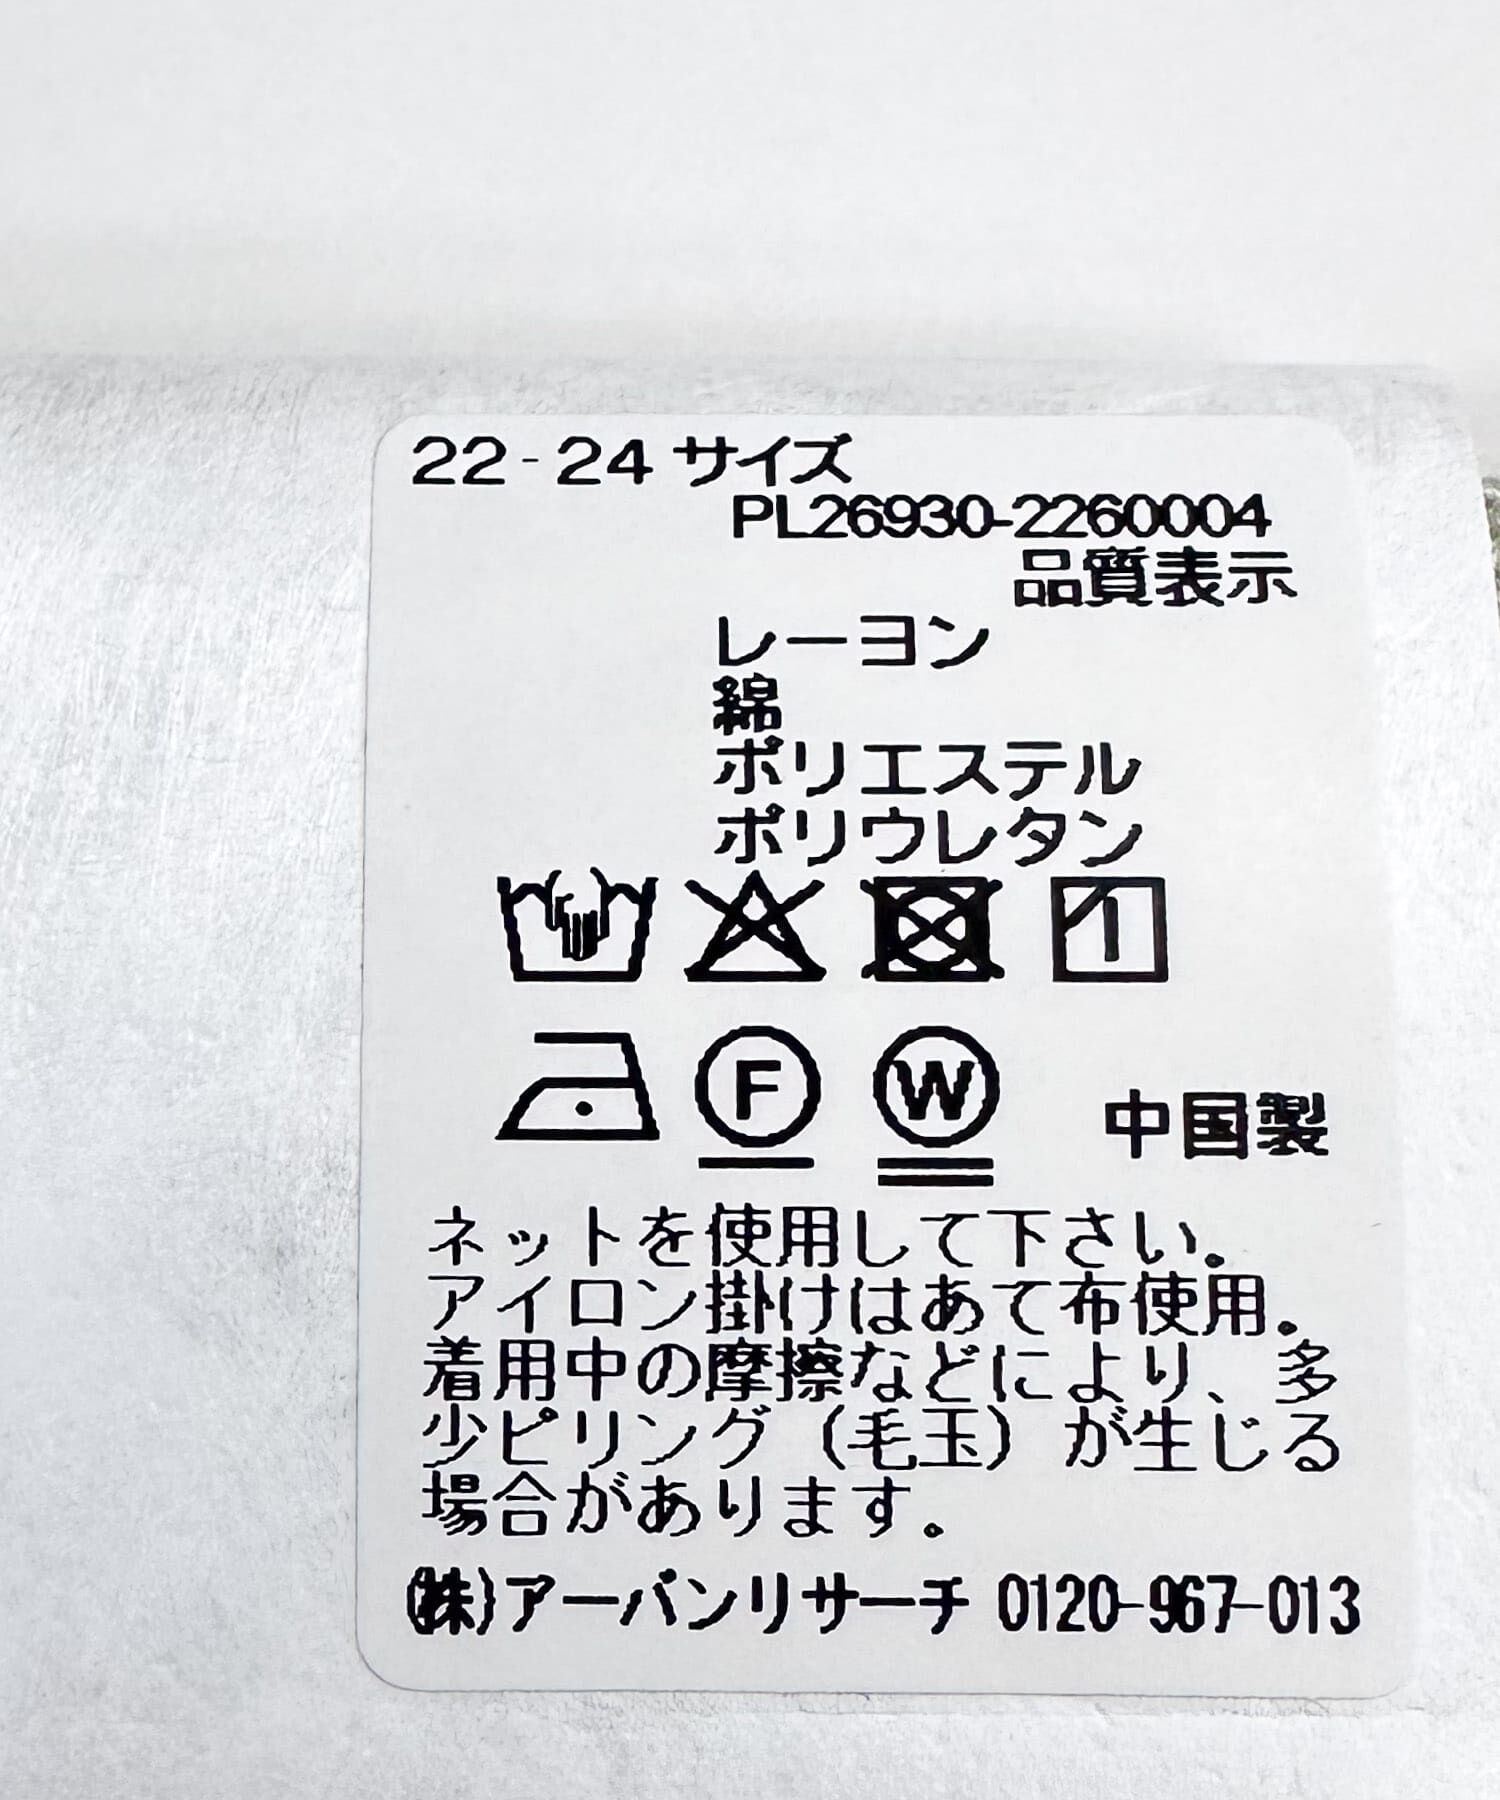 22-24 サイズ
PL26930-2260004
品質表示
レーヨン
綿
ポリエステル
ポリウレタン
F W
中国製
ネットを使用して下さい。
アイロン掛けはあて布使用。
着用中の摩擦などにより、多
少ピリング（毛玉）が生じる
場合があります。
(株)アーバンリサーチ 0120-967-013